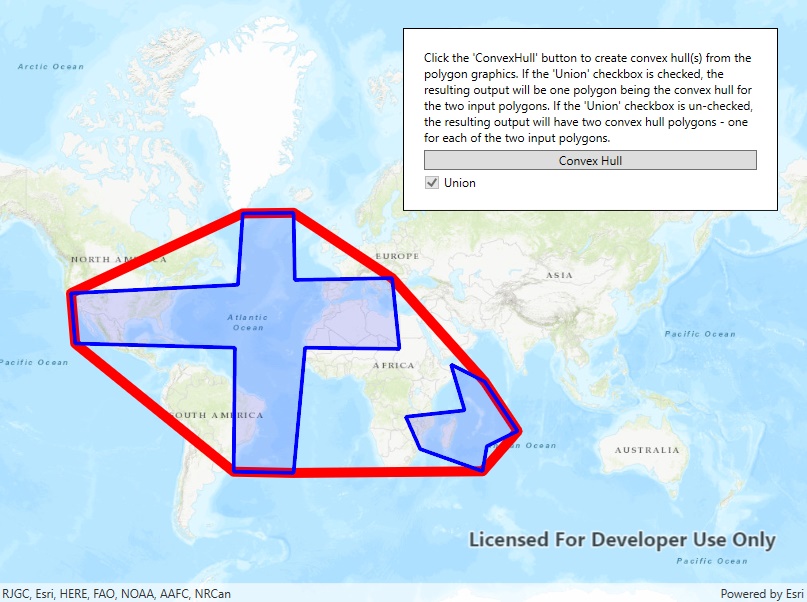 Arctic Ocean
Click the 'ConvexHull' button to create convex hull(s) from the
polygon graphics. If the 'Union' checkbox is checked, the
resulting output will be one polygon being the convex hull for
the two input polygons. If the 'Union' checkbox is un-checked,
the resulting output will have two convex hull polygons - one
for each of the two input polygons.
Convex Hull
Union
NORTH AMERICA
EUROPE
ASIA
Atlantic
Ocean
Pacific Ocean
Pacific Ocean
AFRICA
SOUTH AMERICA
Ocean
AUSTRALIA
Licensed For Developer Use Only
Pacific Ocean
RJGC, Esri, HERE, FAO, NOAA, AAFC, NRCan
Powered by Esri